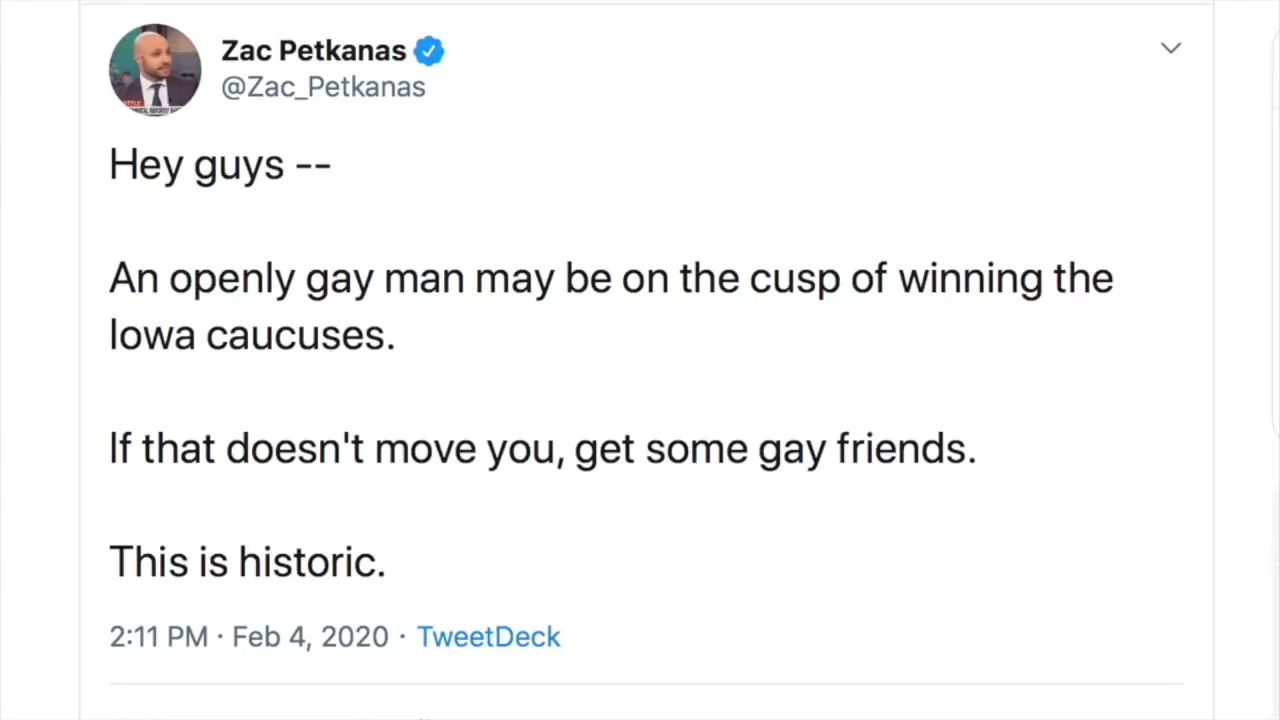 Zac Petkanas
@Zac_Petkanas
Hey guys --
An openly gay man may be on the cusp of winning the
Iowa caucuses.
If that doesn't move you, get some gay friends.
This is historic.
2:11 PM · Feb 4, 2020 · TweetDeck